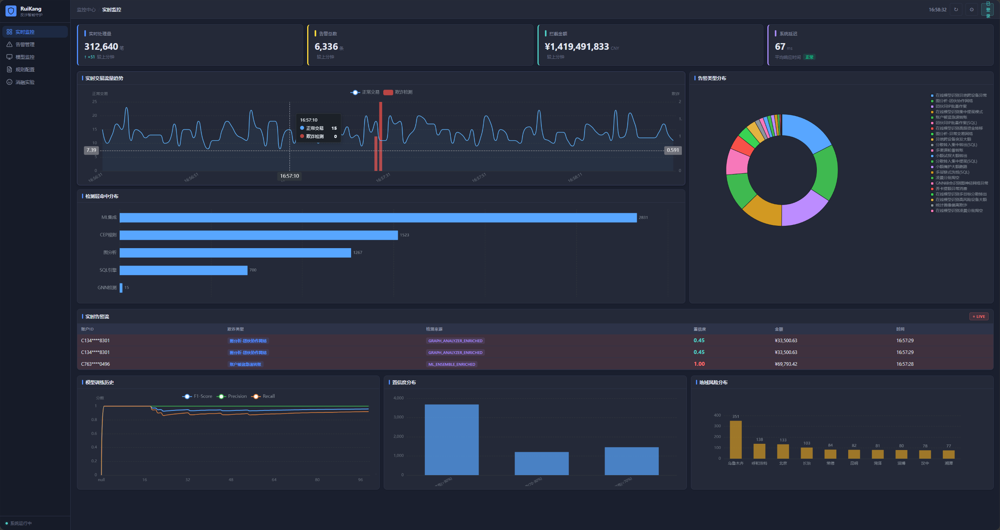 RuiKang
反诈智能守护
实时监控
告警管理
模型监控
规则配置
消融实验
系统运行中
监控中心 实时监控
16:58:32
已登录
实时处理量
312,640 笔
↑ +51 较上分钟
告警总数
6,336 条
较上分钟
拦截金额
¥1,419,491,833 CNY
较上分钟
系统延迟
67 ms
平均响应时间 正常
实时交易流量趋势
正常交易 欺诈检测
正常交易
欺诈
25
20
15
10
5
0
7.39
2
1.
1
0
0.591
16:57:10
正常交易 15
欺诈检测 0
16:56:31
16:56:51
16:57:10
16:57:31
16:57:51
16:58:11
告警类型分布
在线模型识别异地跨设备异常
图分析-团伙协作网络
团伙同IP批量作案
在线模型识别集中提现模式
账户被盗急速转账
团伙同IP批量作案(SQL)
在线模型识别高频资金转移
图分析-异常交易网络
异地跨设备突发大额
分散转入集中转出(SQL)
多渠道轮番转账
小额试探大额转出
分散转入集中提现(SQL)
小额掩护大额跑路
多层链式洗钱(SQL)
凌晨分批掏空
GNN综合识别图神经网络异常
养卡提额异常消费
在线模型识别多目标分散转出
在线模型识别高风险设备大额
统计画像偏离欺诈
在线模型识别凌晨分批掏空
检测层命中分布
ML集成 2831
CEP规则 1523
图分析 1267
SQL引擎 700
GNN检测 15
实时告警流
LIVE
账户ID 欺诈类型 检测来源 置信度 金额 时间
C134****8301 图分析-团伙协作网络 GRAPH_ANALYZER_ENRICHED 0.45 ¥33,500.63 16:57:29
C134****8301 图分析-团伙协作网络 GRAPH_ANALYZER_ENRICHED 0.45 ¥33,500.63 16:57:29
C763****0496 账户被盗急速转账 ML_ENSEMBLE_ENRICHED 1.00 ¥69,793.42 16:57:28
模型训练历史
F1-Score Precision Recall
分数
1
0.8
0.6
0.4
0.2
0
null 16 32 48 64 80 96
置信度分布
4,000
3,000
2,000
1,000
0
(>90%)
(70-90%)
(<70%)
地域风险分布
400
300
200
100
0
351 138 133 103 84 82 81 80 78 77
乌鲁木齐 呼和浩特 北京 长治 常德 昆明 菏泽 淄博 汉中 湘潭